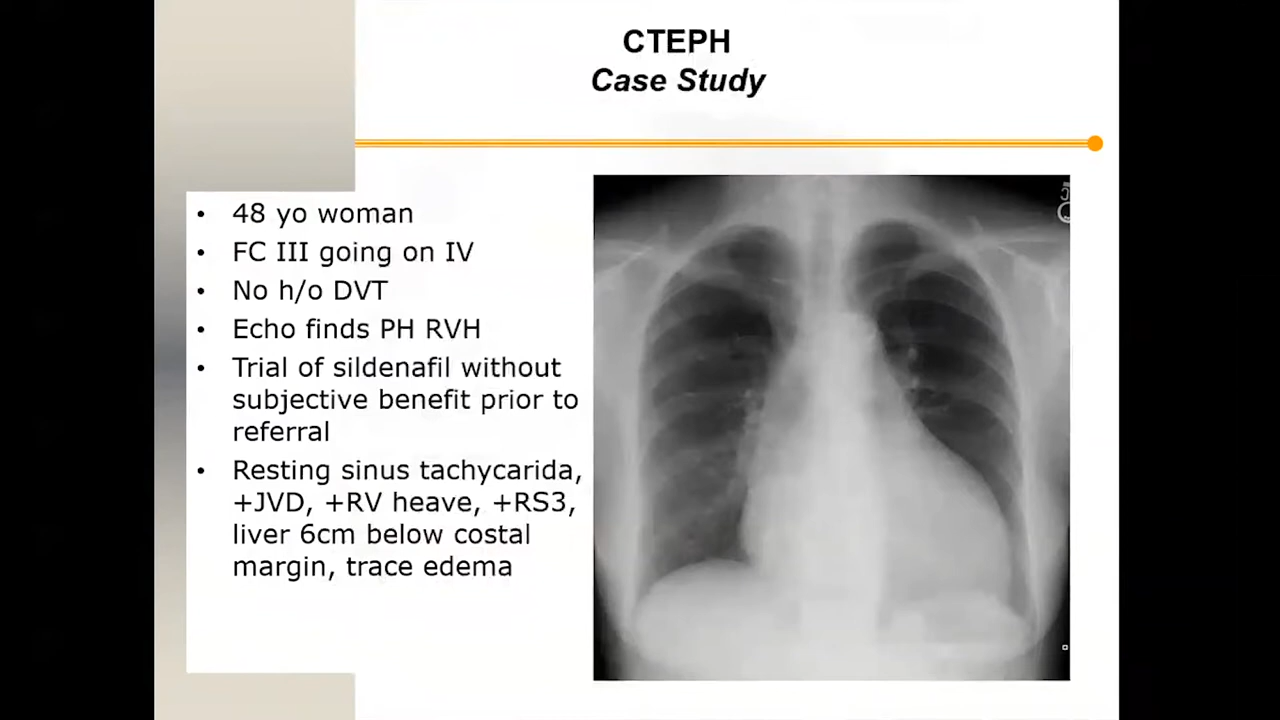 CTEPH
Case Study
• 48 yo woman
• FC III going on IV
• No h/o DVT
• Echo finds PH RVH
• Trial of sildenafil without
subjective benefit prior to
referral
• Resting sinus tachycarida,
+JVD, +RV heave, +RS3,
liver 6cm below costal
margin, trace edema